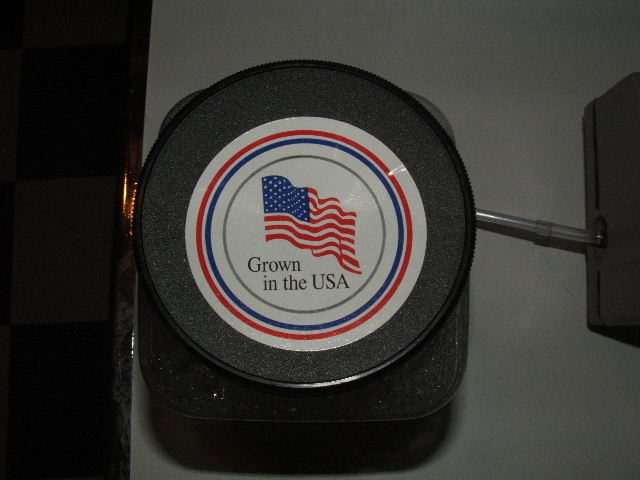 Grown
in the USA